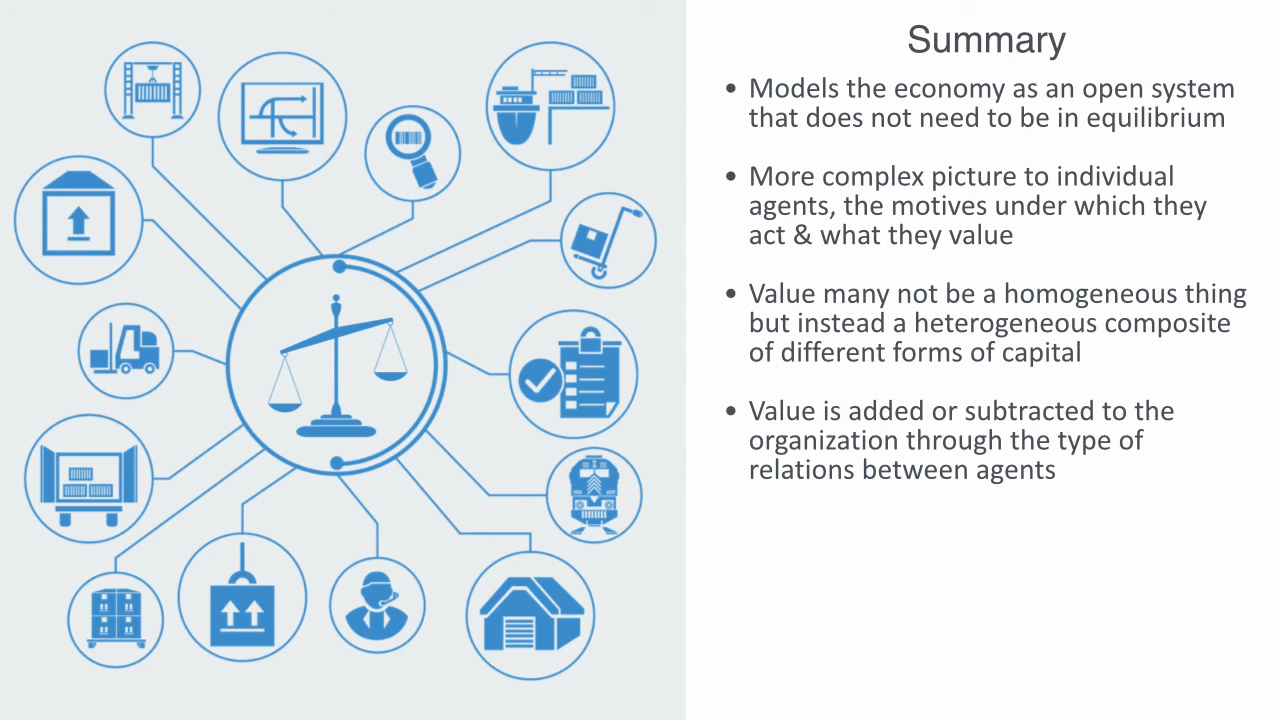 Summary
• Models the economy as an open system
that does not need to be in equilibrium
• More complex picture to individual
agents, the motives under which they
act & what they value
• Value many not be a homogeneous thing
but instead a heterogeneous composite
of different forms of capital
• Value is added or subtracted to the
organization through the type of
relations between agents